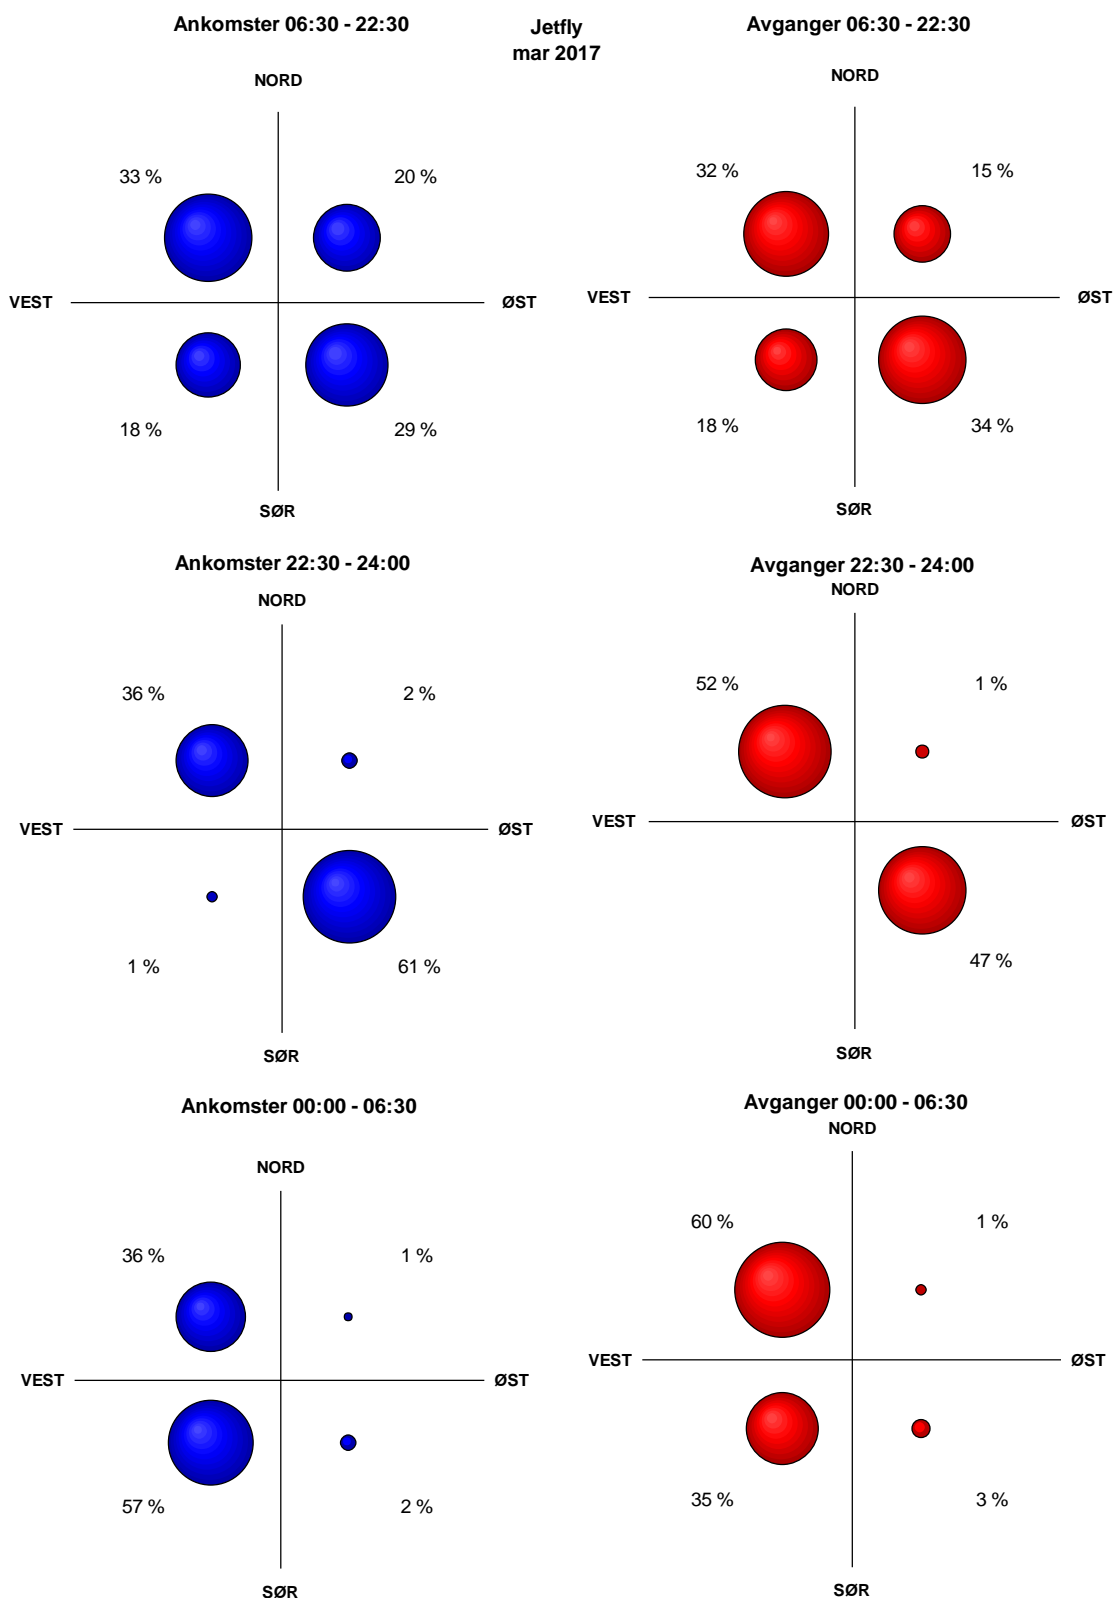 Ankomster 06:30 - 22:30
Jetfly
mar 2017
Avganger 06:30 - 22:30
NORD
33 %
20 %
VEST
ØST
18 %
29 %
SØR
NORD
32 %
15 %
VEST
ØST
18 %
34 %
SØR
Ankomster 22:30 - 24:00
NORD
36 %
2 %
VEST
ØST
1 %
61 %
SØR
Avganger 22:30 - 24:00
NORD
52 %
1 %
VEST
ØST
47 %
SØR
Ankomster 00:00 - 06:30
NORD
36 %
1 %
VEST
ØST
57 %
2 %
SØR
Avganger 00:00 - 06:30
NORD
60 %
1 %
VEST
ØST
35 %
3 %
SØR